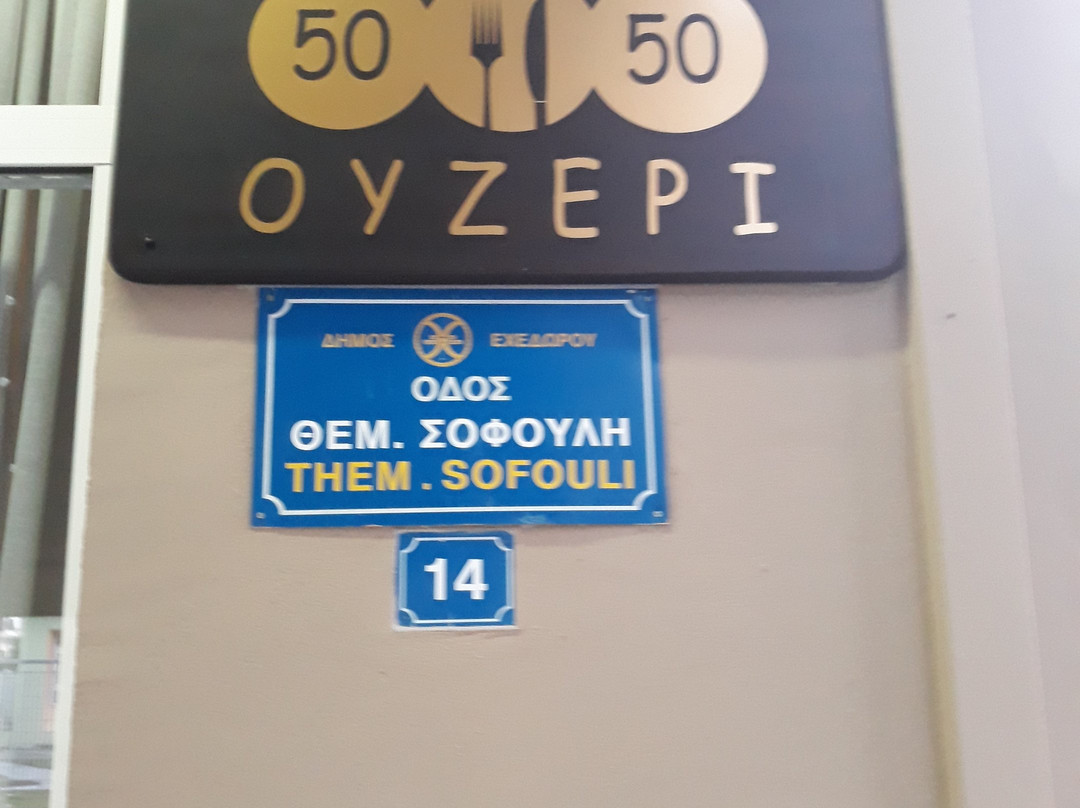 50 50
ΟΥΖΕΡΙ
ΔΗΜΟΣ ΕΧΕΔΩΡΟΥ
ΟΔΟΣ
ΘΕΜ. ΣΟΦΟΥΛΗ
THEM. SOFOULI
14